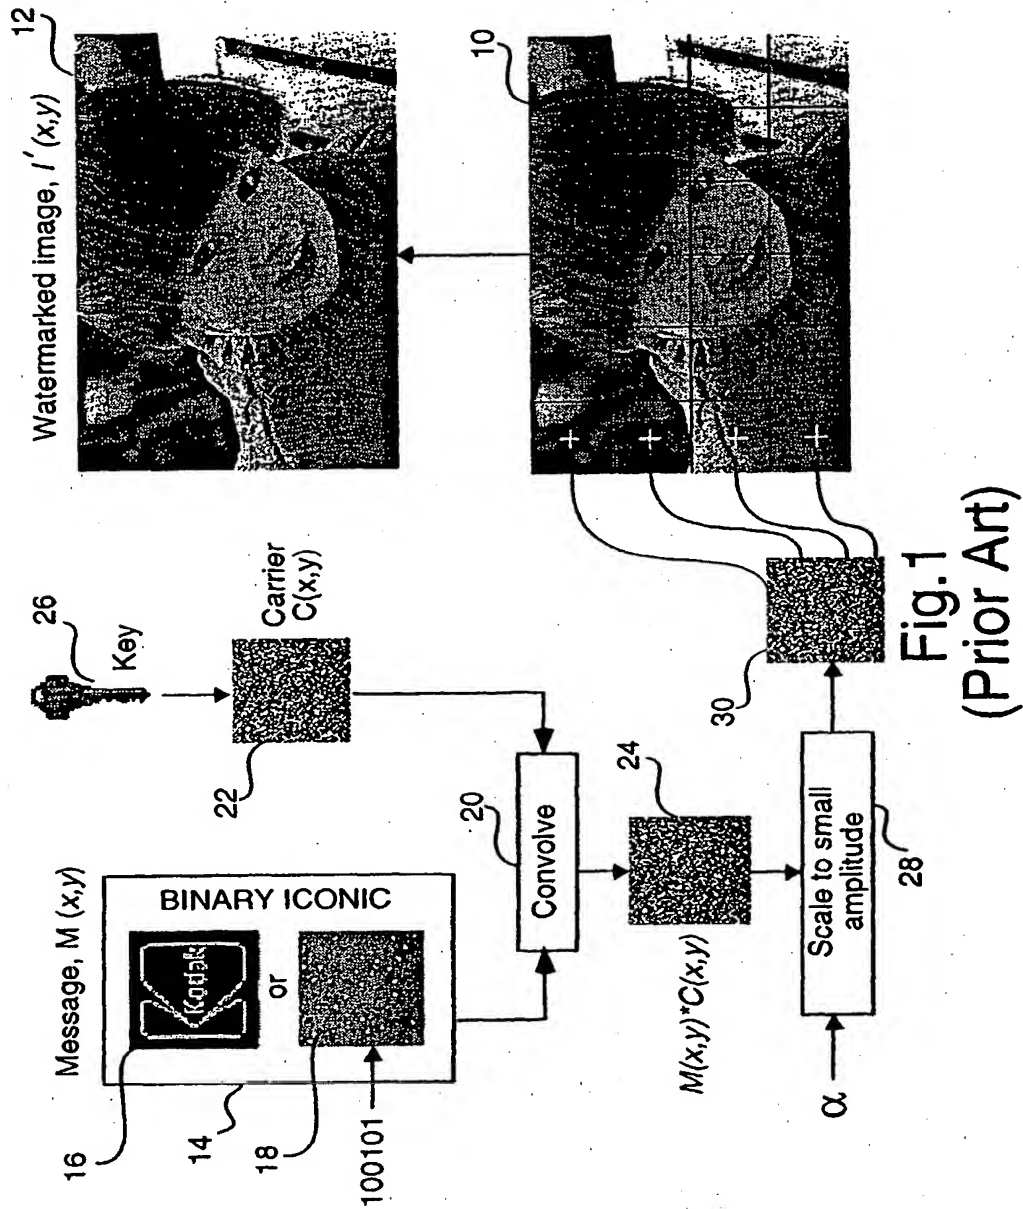 Message, M (x,y)
16
14
18
BINARY ICONIC
Kodak
or
100101
26
Key
22
Carrier
C(x,y)
20
Convolve
24
M(x,y)*C(x,y)
α
Scale to small
amplitude
28
30
Watermarked image, I′(x,y)
12
10
Fig.1
(Prior Art)